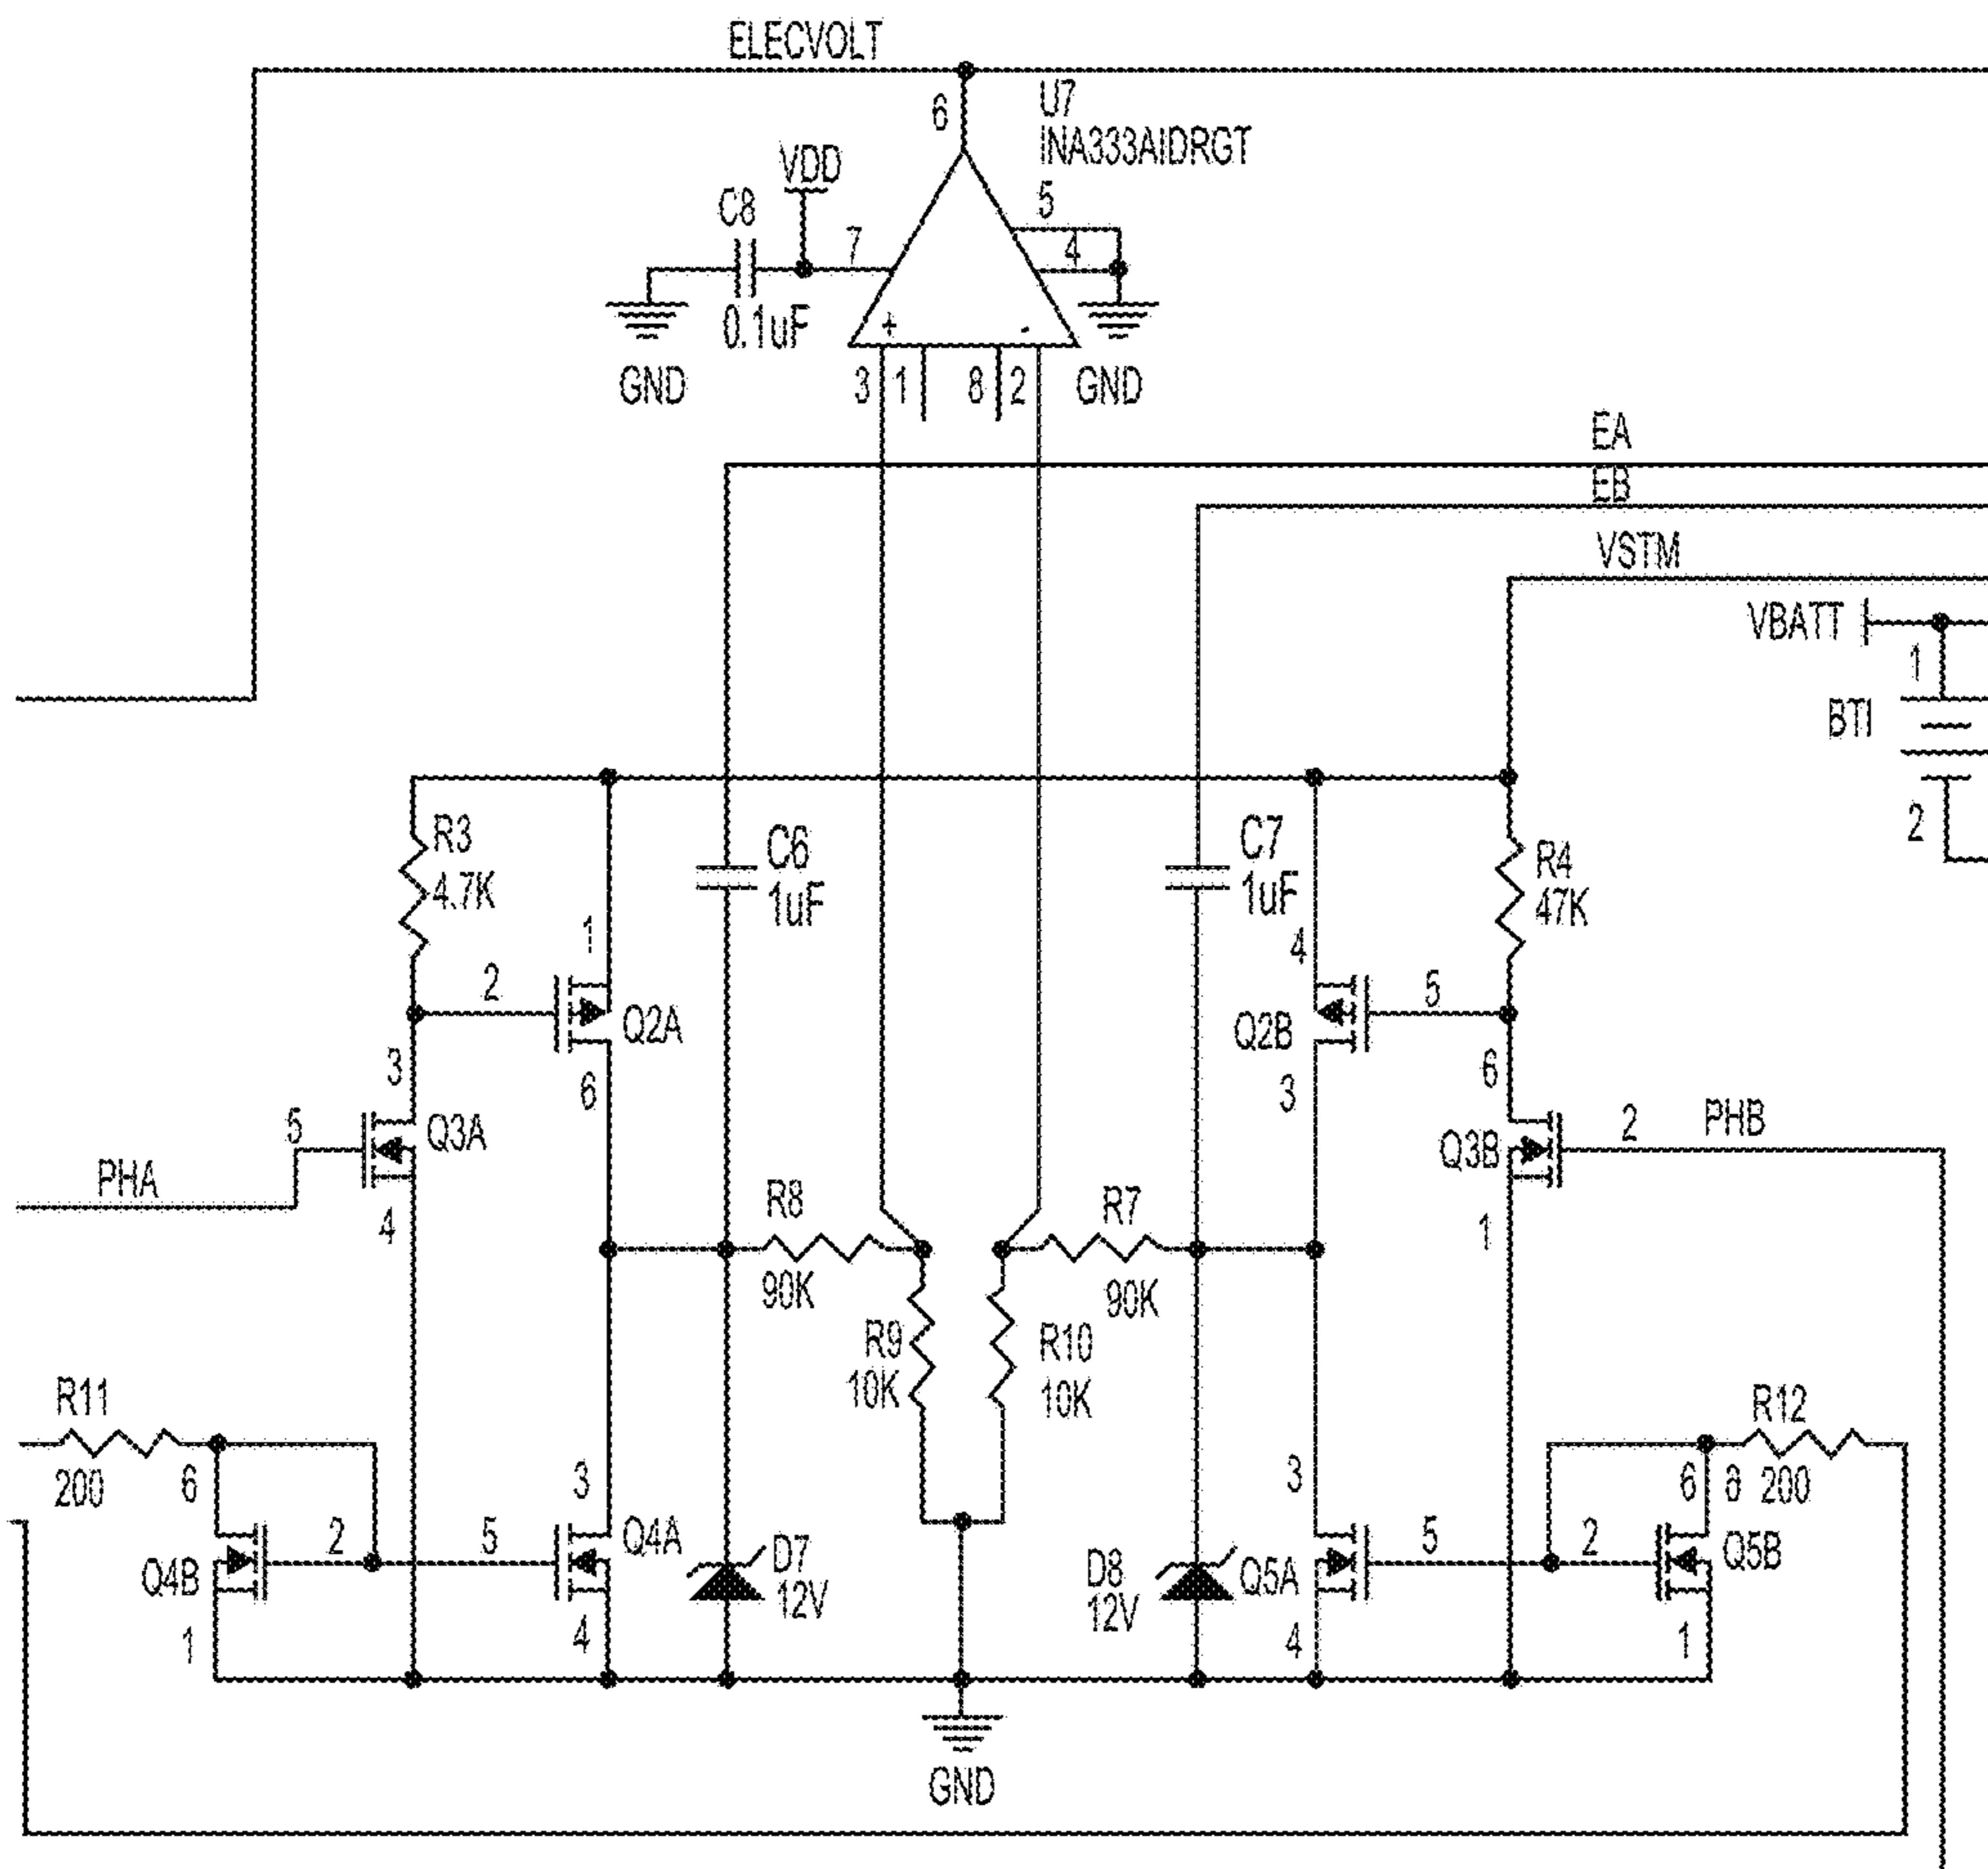 ELECVOLT
6
U7
INA333AIDRGT
VDD
C8
7
5
4
0.1uF
+
-
GND
3
1
8
2
GND
EA
EB
VSTM
VBATT
1
BTI
2
R3
4.7K
C6
1uF
C7
1uF
R4
47K
1
4
2
Q2A
Q2B
5
3
6
3
6
5
Q3A
Q3B
2
PHB
PHA
4
R8
R7
1
90K
90K
R9
10K
R10
10K
R11
200
6
3
3
R12
6
8
200
Q4B
2
5
Q4A
D7
12V
D8
12V
Q5A
5
2
Q5B
1
4
4
1
GND